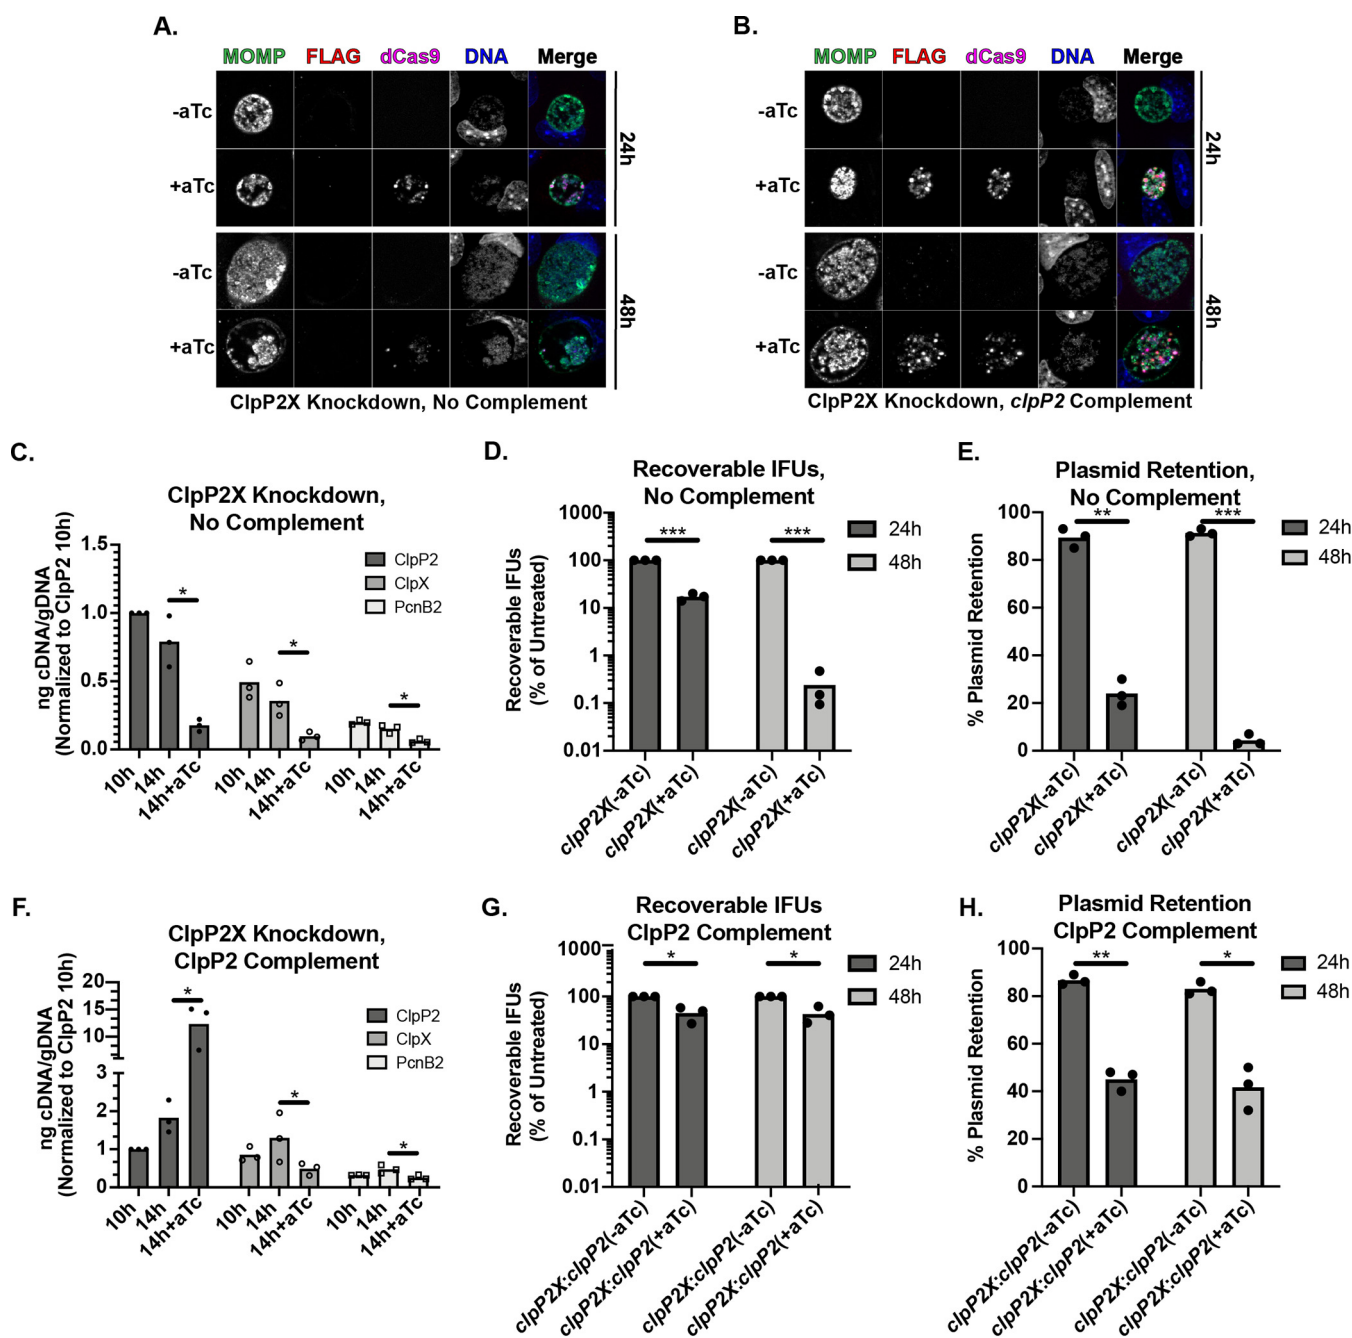 A.
MOMP FLAG dCas9 DNA Merge
-aTc
+aTc
24h
-aTc
+aTc
48h
ClpP2X Knockdown, No Complement
B.
MOMP FLAG dCas9 DNA Merge
-aTc
+aTc
24h
-aTc
+aTc
48h
ClpP2X Knockdown, clpP2 Complement
C.
ClpP2X Knockdown,
No Complement
ng cDNA/gDNA
(Normalized to ClpP2 10h)
1.5
1.0
0.5
0.0
* * *
ClpP2
ClpX
PcnB2
10h 14h 14h+aTc 10h 14h 14h+aTc 10h 14h 14h+aTc
D.
Recoverable IFUs,
No Complement
Recoverable IFUs
(% of Untreated)
1000
100
10
1
0.1
0.01
*** ***
24h
48h
clpP2X(-aTc) clpP2X(+aTc) clpP2X(-aTc) clpP2X(+aTc)
E.
Plasmid Retention,
No Complement
% Plasmid Retention
100
80
60
40
20
0
** ***
24h
48h
clpP2X(-aTc) clpP2X(+aTc) clpP2X(-aTc) clpP2X(+aTc)
F.
ClpP2X Knockdown,
ClpP2 Complement
ng cDNA/gDNA
(Normalized to ClpP2 10h)
20
15
10
3
2
1
0
* * *
ClpP2
ClpX
PcnB2
10h 14h 14h+aTc 10h 14h 14h+aTc 10h 14h 14h+aTc
G.
Recoverable IFUs
ClpP2 Complement
Recoverable IFUs
(% of Untreated)
1000
100
10
1
0.1
0.01
* *
24h
48h
clpP2X:clpP2(-aTc) clpP2X:clpP2(+aTc) clpP2X:clpP2(-aTc) clpP2X:clpP2(+aTc)
H.
Plasmid Retention
ClpP2 Complement
% Plasmid Retention
100
80
60
40
20
0
** *
24h
48h
clpP2X:clpP2(-aTc) clpP2X:clpP2(+aTc) clpP2X:clpP2(-aTc) clpP2X:clpP2(+aTc)